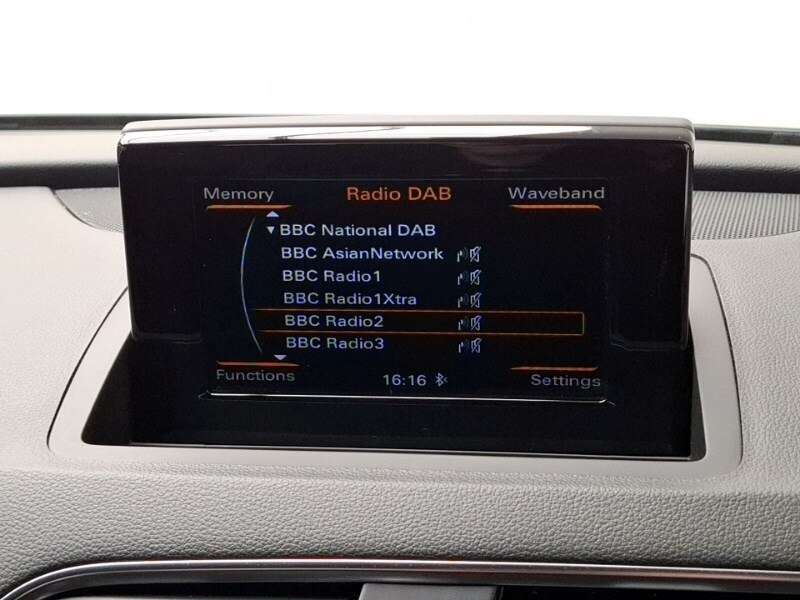 Memory Radio DAB Waveband
BBC National DAB
BBC AsianNetwork
BBC Radio1
BBC Radio1Xtra
BBC Radio2
BBC Radio3
Functions 16:16 Settings